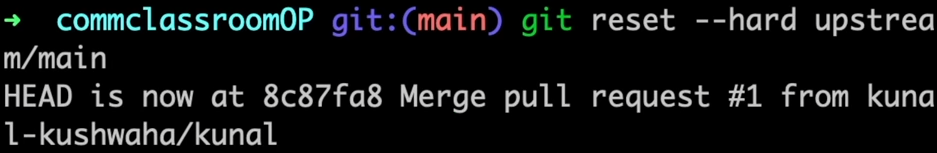 ➜  commclassroomOP git:(main) git reset --hard upstrea
m/main
HEAD is now at 8c87fa8 Merge pull request #1 from kuna
l-kushwaha/kunal